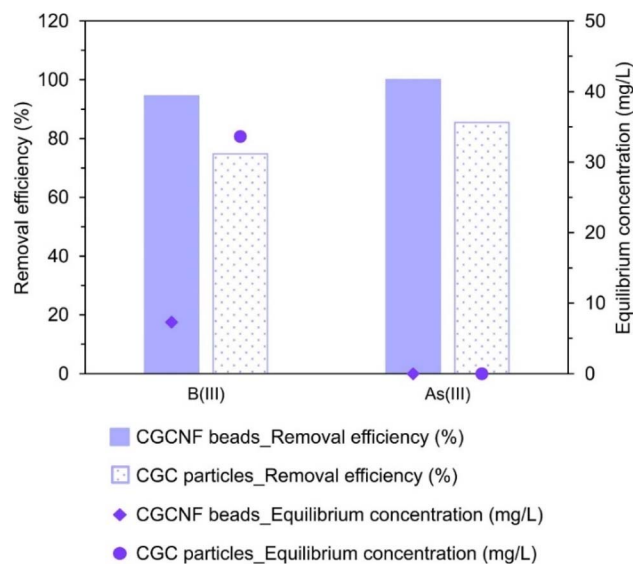 Removal efficiency (%)
120
100
80
60
40
20
0
50
40
30
20
10
0
Equilibrium concentration (mg/L)
B(III)
As(III)
CGCNF beads_Removal efficiency (%)
CGC particles_Removal efficiency (%)
CGCNF beads_Equilibrium concentration (mg/L)
CGC particles_Equilibrium concentration (mg/L)